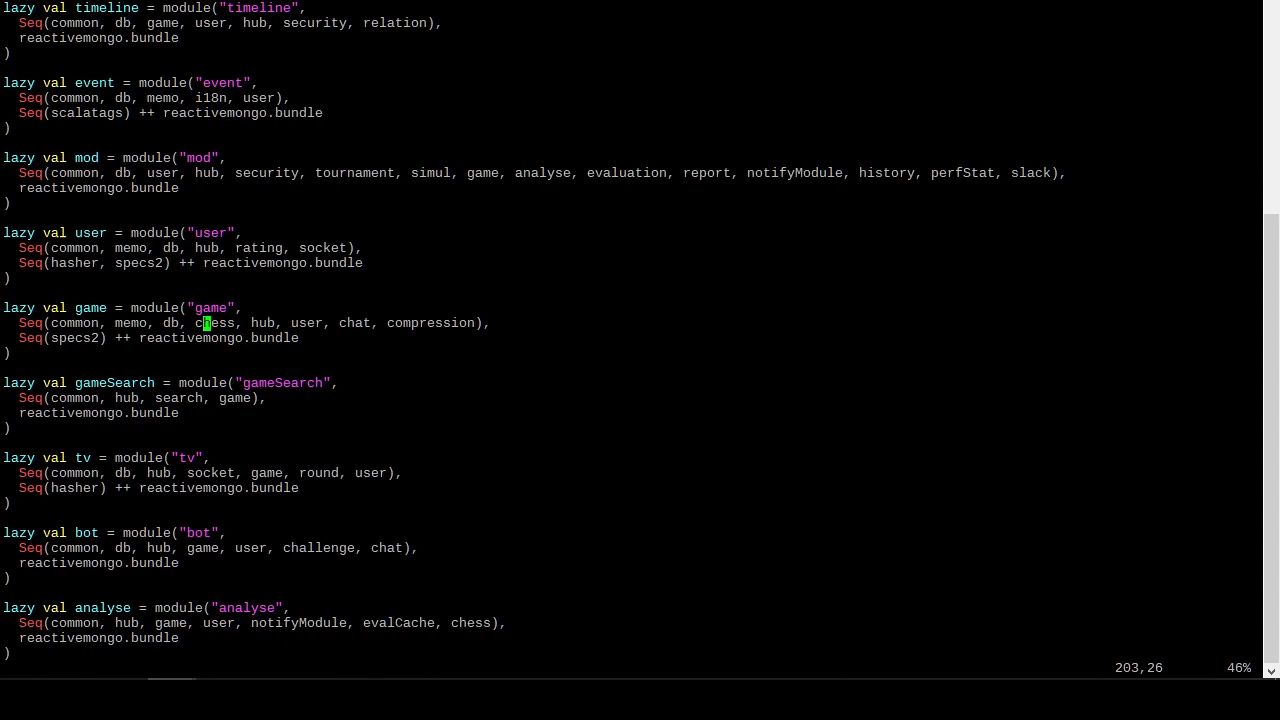 lazy val timeline = module("timeline",
  Seq(common, db, game, user, hub, security, relation),
  reactivemongo.bundle
)

lazy val event = module("event",
  Seq(common, db, memo, i18n, user),
  Seq(scalatags) ++ reactivemongo.bundle
)

lazy val mod = module("mod",
  Seq(common, db, user, hub, security, tournament, simul, game, analyse, evaluation, report, notifyModule, history, perfStat, slack),
  reactivemongo.bundle
)

lazy val user = module("user",
  Seq(common, memo, db, hub, rating, socket),
  Seq(hasher, specs2) ++ reactivemongo.bundle
)

lazy val game = module("game",
  Seq(common, memo, db, chess, hub, user, chat, compression),
  Seq(specs2) ++ reactivemongo.bundle
)

lazy val gameSearch = module("gameSearch",
  Seq(common, hub, search, game),
  reactivemongo.bundle
)

lazy val tv = module("tv",
  Seq(common, db, hub, socket, game, round, user),
  Seq(hasher) ++ reactivemongo.bundle
)

lazy val bot = module("bot",
  Seq(common, db, hub, game, user, challenge, chat),
  reactivemongo.bundle
)

lazy val analyse = module("analyse",
  Seq(common, hub, game, user, notifyModule, evalCache, chess),
  reactivemongo.bundle
)
203,26 46%